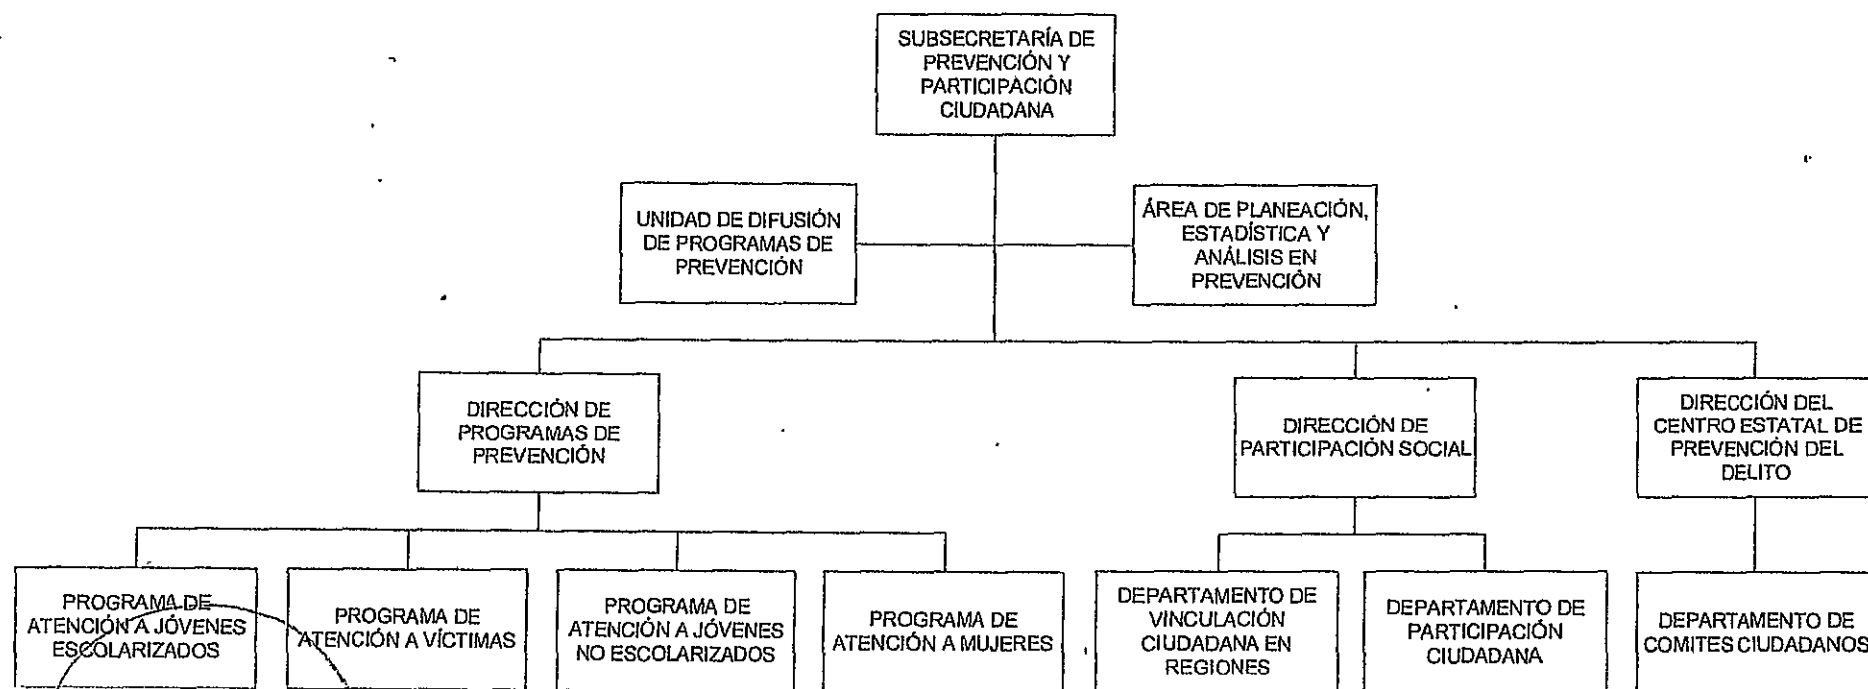 SUBSECRETARÍA DE
PREVENCIÓN Y
PARTICIPACIÓN
CIUDADANA
UNIDAD DE DIFUSIÓN
DE PROGRAMAS DE
PREVENCIÓN
ÁREA DE PLANEACIÓN,
ESTADÍSTICA Y
ANÁLISIS EN
PREVENCIÓN
DIRECCIÓN DE
PROGRAMAS DE
PREVENCIÓN
DIRECCIÓN DE
PARTICIPACIÓN SOCIAL
DIRECCIÓN DEL
CENTRO ESTATAL DE
PREVENCIÓN DEL
DELITO
PROGRAMA DE
ATENCIÓN A JÓVENES
ESCOLARIZADOS
PROGRAMA DE
ATENCIÓN A VÍCTIMAS
PROGRAMA DE
ATENCIÓN A JÓVENES
NO ESCOLARIZADOS
PROGRAMA DE
ATENCIÓN A MUJERES
DEPARTAMENTO DE
VINCULACIÓN
CIUDADANA EN
REGIONES
DEPARTAMENTO DE
PARTICIPACIÓN
CIUDADANA
DEPARTAMENTO DE
COMITES CIUDADANOS